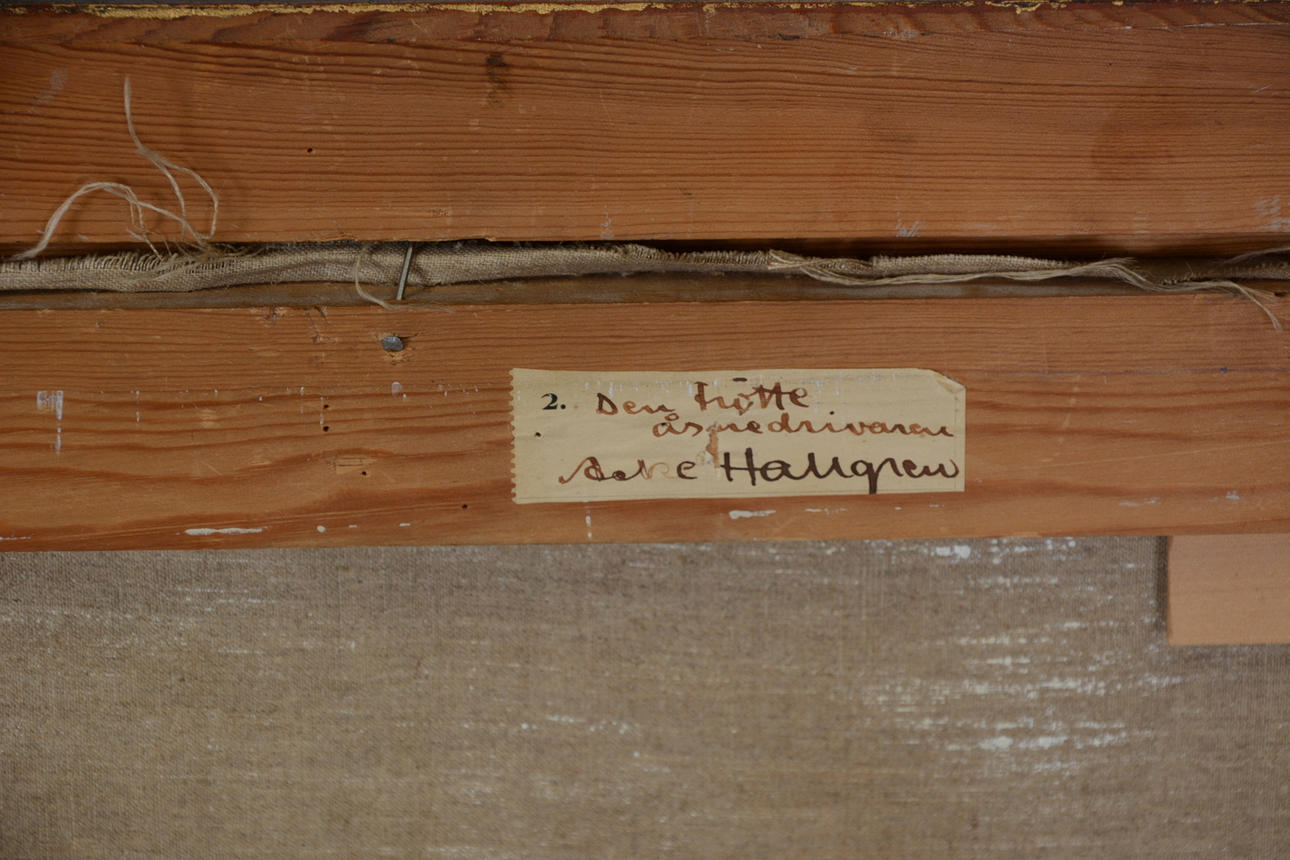 2. Den trötte
åsnedrivaren
Acke Hallgren